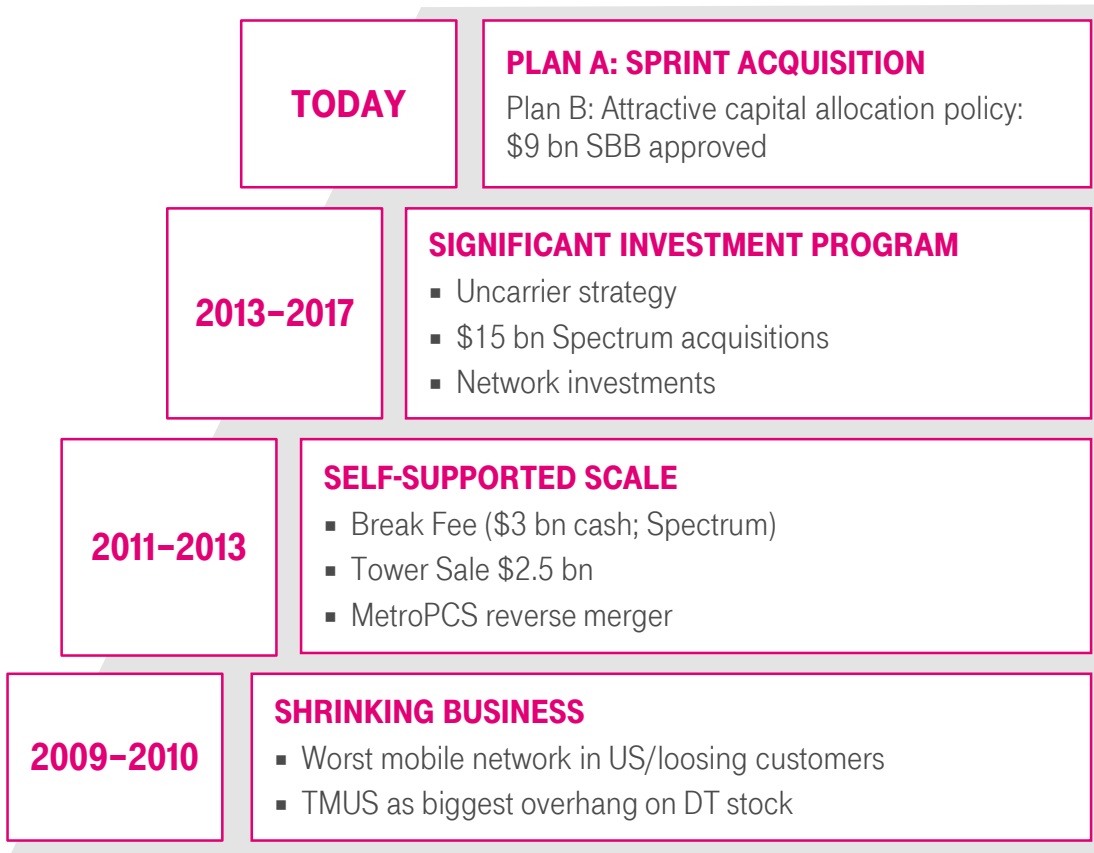 TODAY
PLAN A: SPRINT ACQUISITION
Plan B: Attractive capital allocation policy:
$9 bn SBB approved
2013–2017
SIGNIFICANT INVESTMENT PROGRAM
▪ Uncarrier strategy
▪ $15 bn Spectrum acquisitions
▪ Network investments
2011–2013
SELF-SUPPORTED SCALE
▪ Break Fee ($3 bn cash; Spectrum)
▪ Tower Sale $2.5 bn
▪ MetroPCS reverse merger
2009–2010
SHRINKING BUSINESS
▪ Worst mobile network in US/loosing customers
▪ TMUS as biggest overhang on DT stock